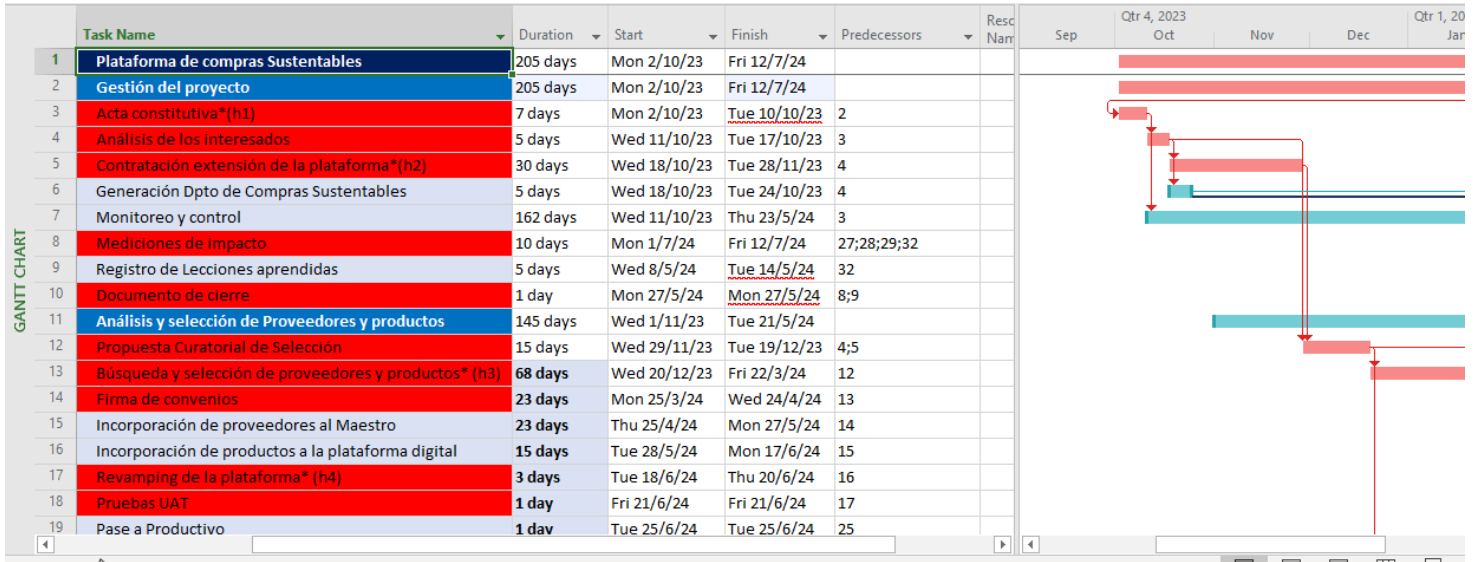 Qtr 4, 2023 Qtr 1, 20
Task Name Duration Start Finish Predecessors Resc Nam Sep Oct Nov Dec Jan
1 Plataforma de compras Sustentables 205 days Mon 2/10/23 Fri 12/7/24
2 Gestión del proyecto 205 days Mon 2/10/23 Fri 12/7/24
3 Acta constitutiva*(h1) 7 days Mon 2/10/23 Tue 10/10/23 2
4 Análisis de los interesados 5 days Wed 11/10/23 Tue 17/10/23 3
5 Contratación extensión de la plataforma*(h2) 30 days Wed 18/10/23 Tue 28/11/23 4
6 Generación Dpto de Compras Sustentables 5 days Wed 18/10/23 Tue 24/10/23 4
7 Monitoreo y control 162 days Wed 11/10/23 Thu 23/5/24 3
8 Mediciones de impacto 10 days Mon 1/7/24 Fri 12/7/24 27;28;29;32
9 Registro de Lecciones aprendidas 5 days Wed 8/5/24 Tue 14/5/24 32
10 Documento de cierre 1 day Mon 27/5/24 Mon 27/5/24 8;9
11 Análisis y selección de Proveedores y productos 145 days Wed 1/11/23 Tue 21/5/24
12 Propuesta Curatorial de Selección 15 days Wed 29/11/23 Tue 19/12/23 4;5
13 Búsqueda y selección de proveedores y productos* (h3) 68 days Wed 20/12/23 Fri 22/3/24 12
14 Firma de convenios 23 days Mon 25/3/24 Wed 24/4/24 13
15 Incorporación de proveedores al Maestro 23 days Thu 25/4/24 Mon 27/5/24 14
16 Incorporación de productos a la plataforma digital 15 days Tue 28/5/24 Mon 17/6/24 15
17 Revamping de la plataforma* (h4) 3 days Tue 18/6/24 Thu 20/6/24 16
18 Pruebas UAT 1 day Fri 21/6/24 Fri 21/6/24 17
19 Pase a Productivo 1 day Tue 25/6/24 Tue 25/6/24 25
GANTT CHART